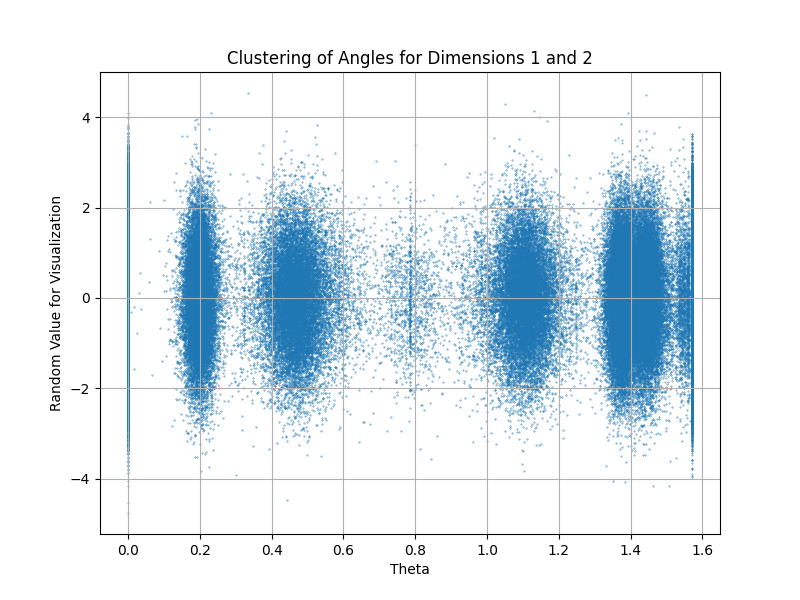 Clustering of Angles for Dimensions 1 and 2
Random Value for Visualization
4
2
0
−2
−4
0.0 0.2 0.4 0.6 0.8 1.0 1.2 1.4 1.6
Theta